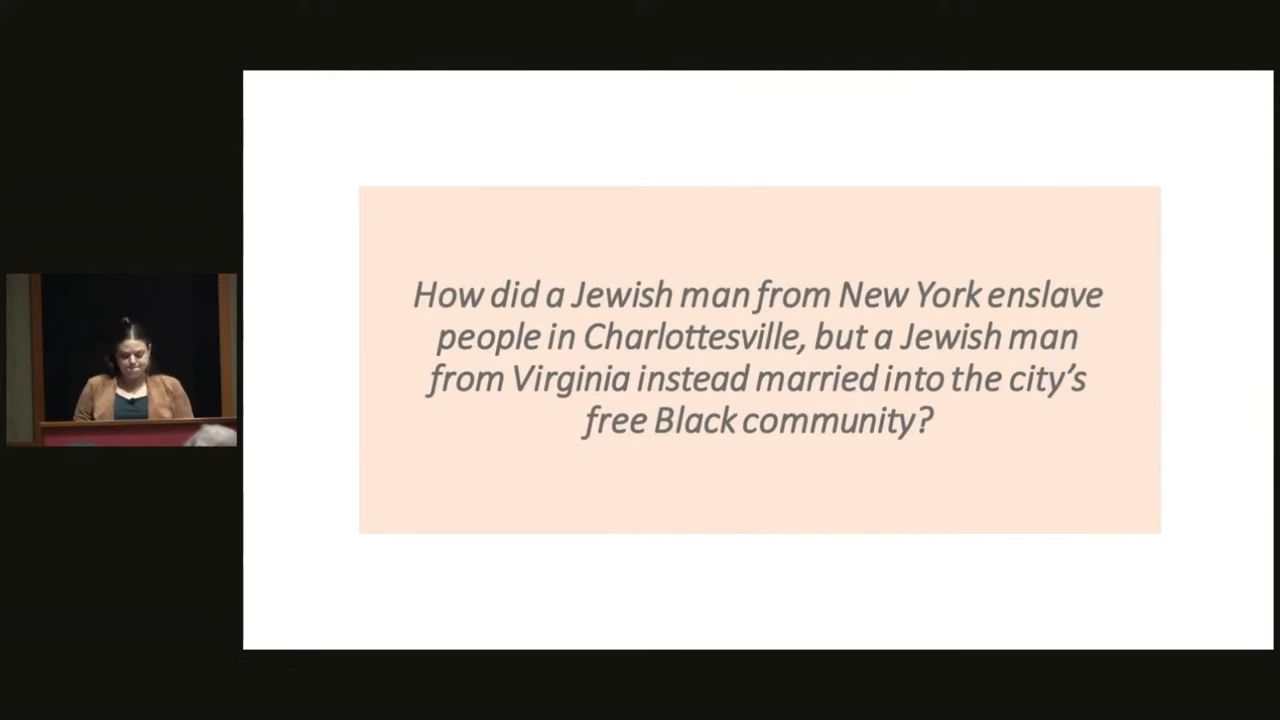 How did a Jewish man from New York enslave
people in Charlottesville, but a Jewish man
from Virginia instead married into the city’s
free Black community?